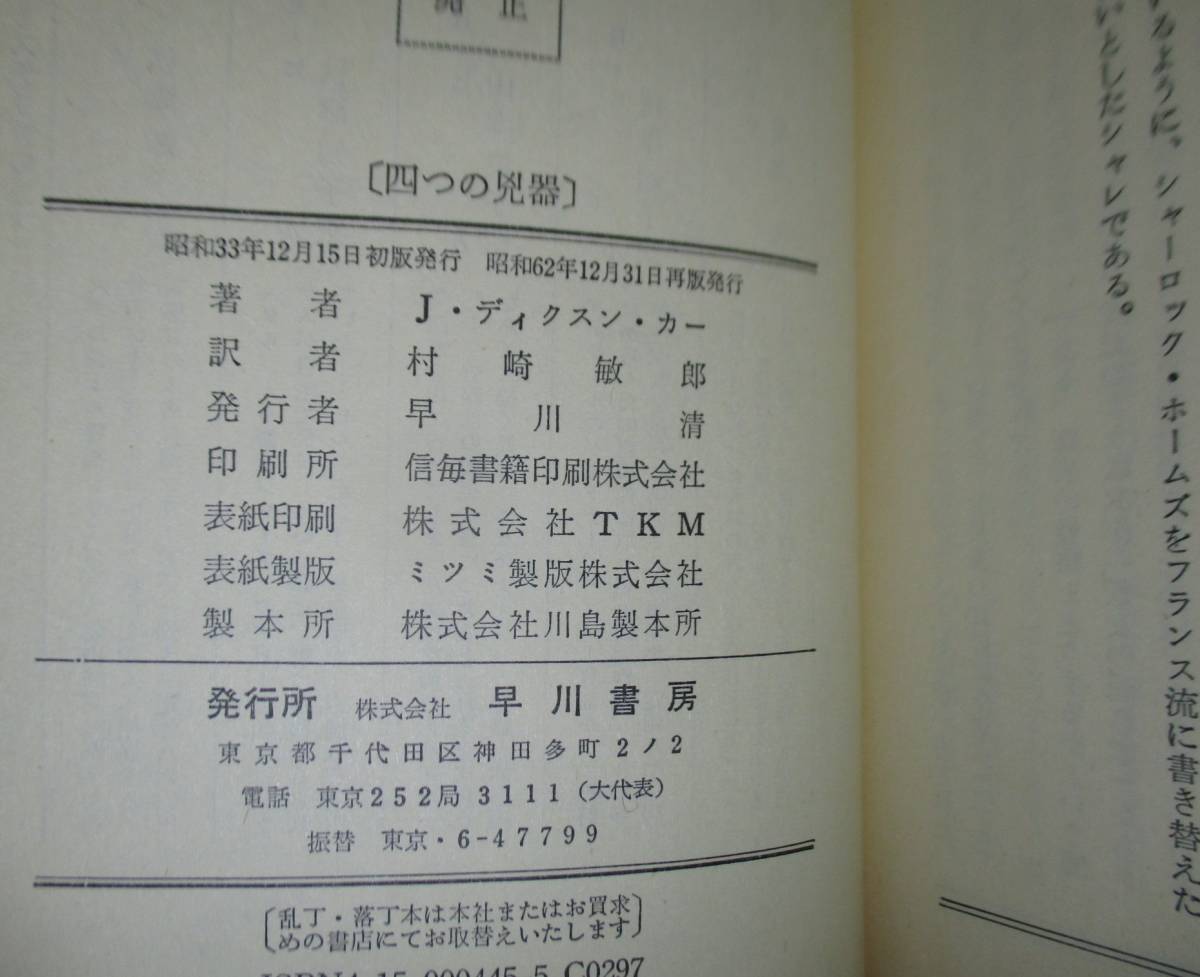 いるように、シャーロック・ホームズをフランス流に書き替えた
いとしたシャレである。
〔四つの兇器〕
昭和33年12月15日初版発行 昭和62年12月31日再版発行
著者 J・ディクスン・カー
訳者 村崎敏郎
発行者 早川清
印刷所 信毎書籍印刷株式会社
表紙印刷 株式会社TKM
表紙製版 ミツミ製版株式会社
製本所 株式会社川島製本所
発行所 株式会社 早川書房
東京都千代田区神田多町2ノ2
電話 東京252局3111(大代表)
振替 東京・6-47799
〔乱丁・落丁本は本社またはお買求
めの書店にてお取替えいたします〕
ISBN4-15-000445-5 C0297